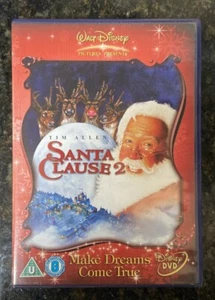 WALT DISNEY
PICTURES PRESENTS
TIM ALLEN
SANTA
CLAUSE 2
U
U
Make Dreams
Come True
Disney
DVD